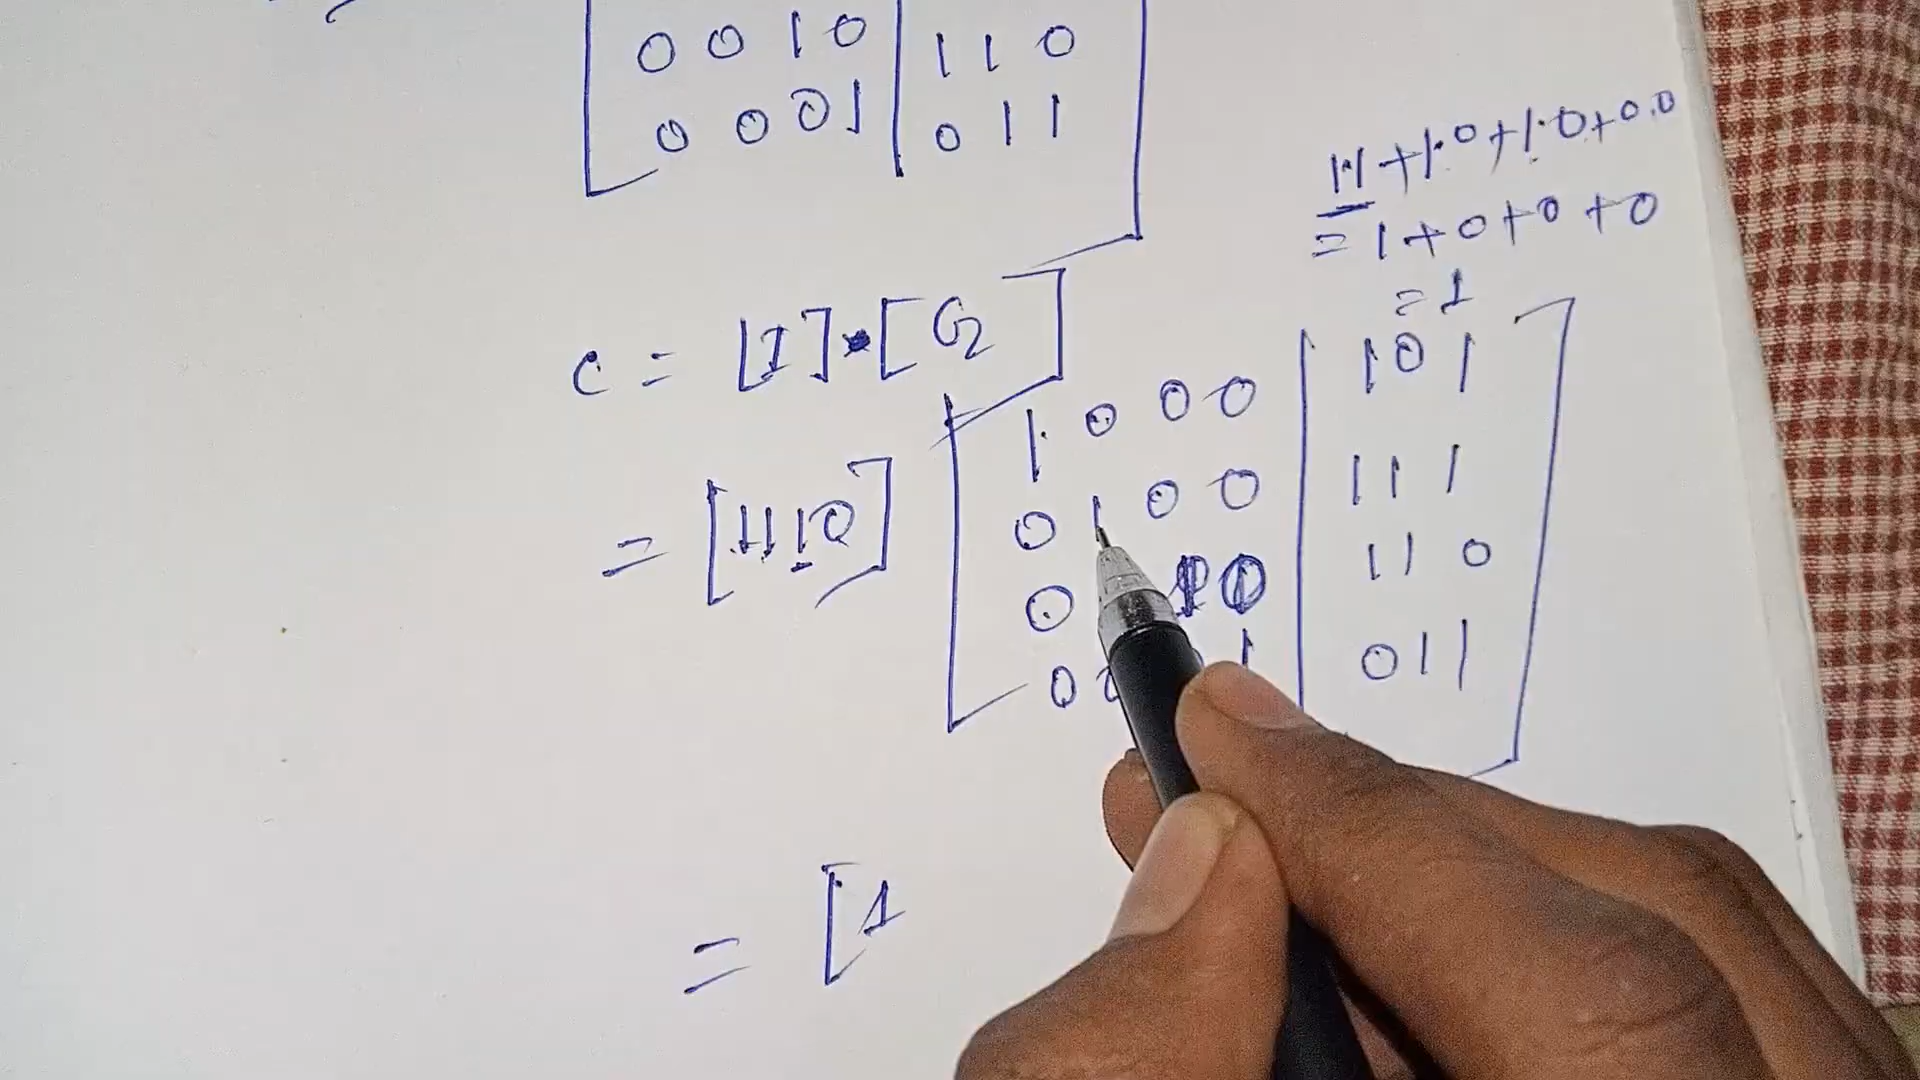 0 0 1 0 | 1 1 0
0 0 0 1 | 0 1 1
1.1+1.0+1.0+0.0
= 1+0+0+0
= 1
c = [I] • [G]
1 0 0 0 | 1 0 1
= [1110]
0 1 0 0 | 1 1 1
0 1 0 | 1 1 0
0 0 1 | 0 1 1
= [1